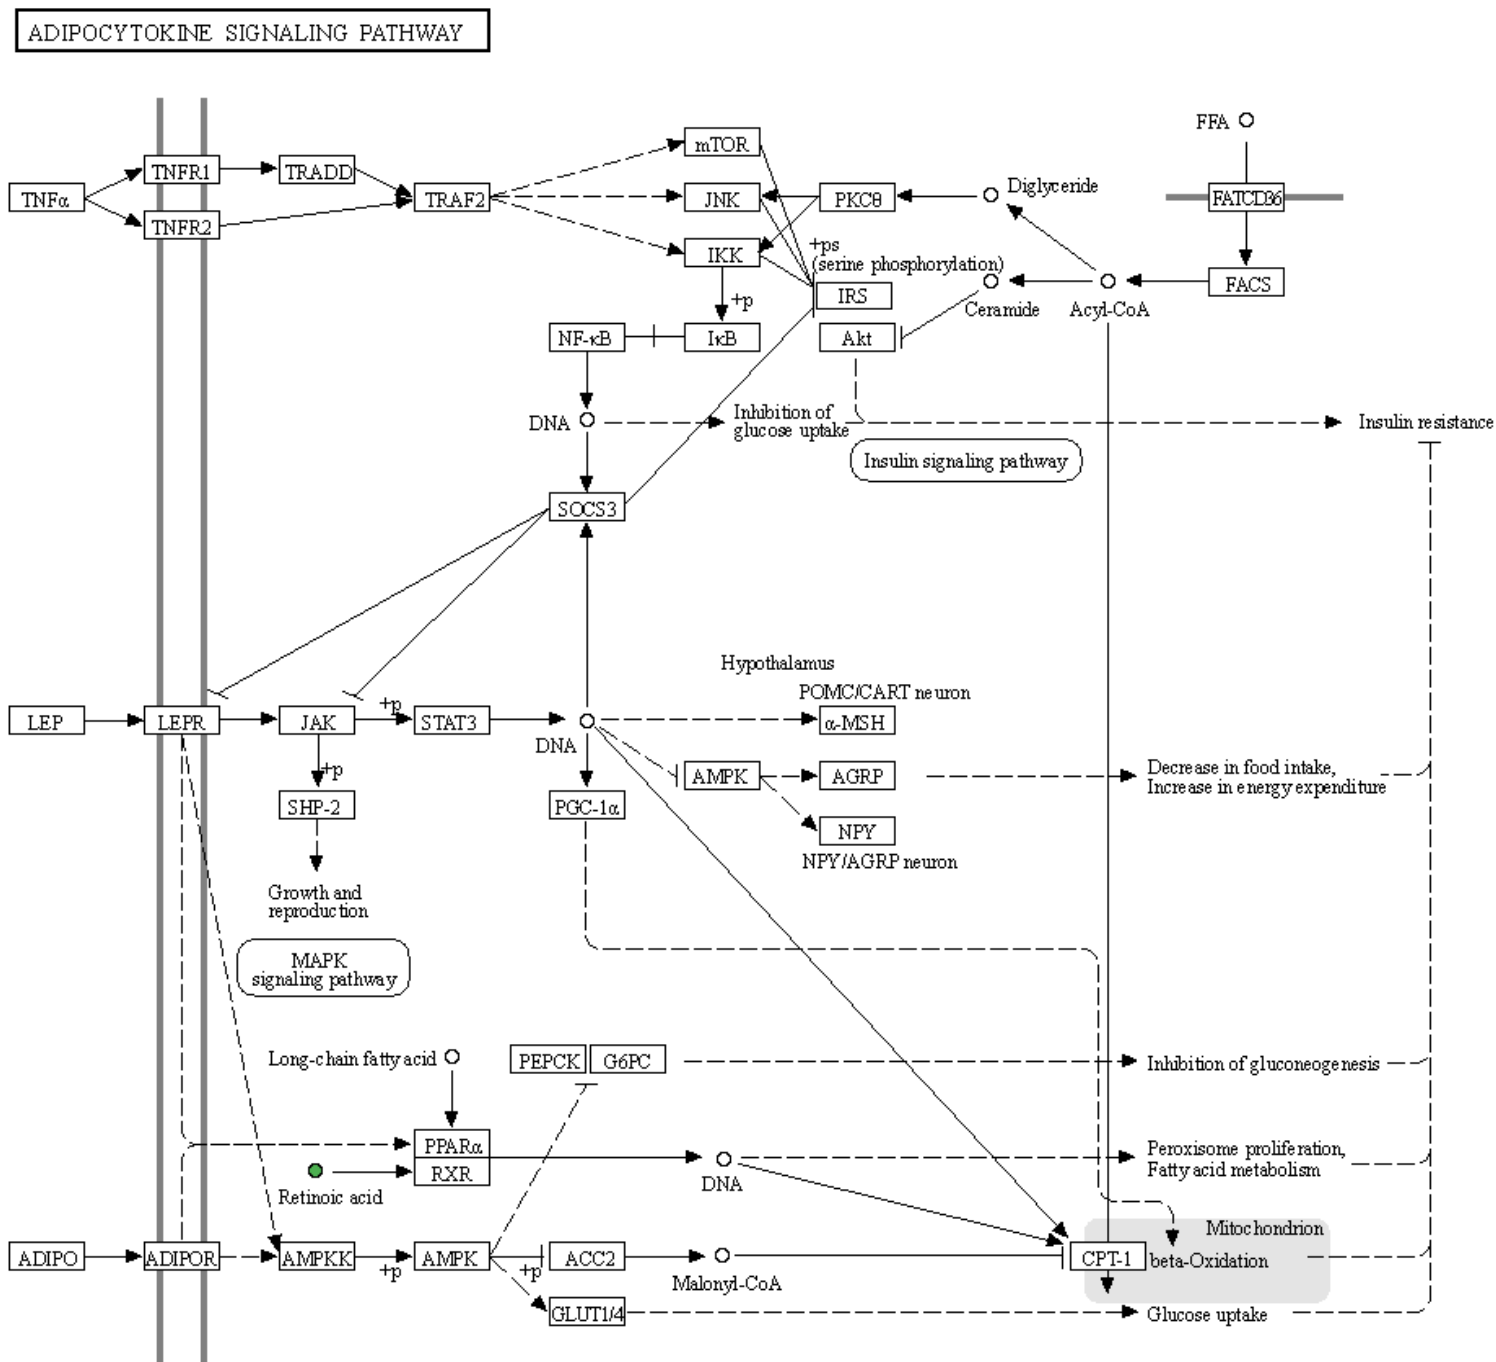 ADIPOCYTOKINE SIGNALING PATHWAY
FFA
mTOR
TNFR1
TRADD
TNFα
TRAF2
JNK
PKCθ
Diglyceride
FATCD36
TNFR2
IKK
+ps
(serine phosphorylation)
IRS
Ceramide
Acyl-CoA
FACS
+p
NF-κB
IκB
Akt
DNA
Inhibition of
glucose uptake
Insulin resistance
Insulin signaling pathway
SOCS3
Hypothalamus
POMC/CART neuron
LEP
LEPR
JAK
+p
STAT3
DNA
α-MSH
+p
AMPK
AGRP
Decrease in food intake,
Increase in energy expenditure
SHP-2
PGC-1α
NPY
NPY/AGRP neuron
Growth and
reproduction
MAPK
signaling pathway
Long-chain fatty acid
PEPCK
G6PC
Inhibition of gluconeogenesis
PPARα
RXR
Retinoic acid
DNA
Peroxisome proliferation,
Fatty acid metabolism
Mitochondrion
ADIPO
ADIPOR
AMPKK
+p
AMPK
+p
ACC2
Malonyl-CoA
CPT-1
beta-Oxidation
GLUT1/4
Glucose uptake